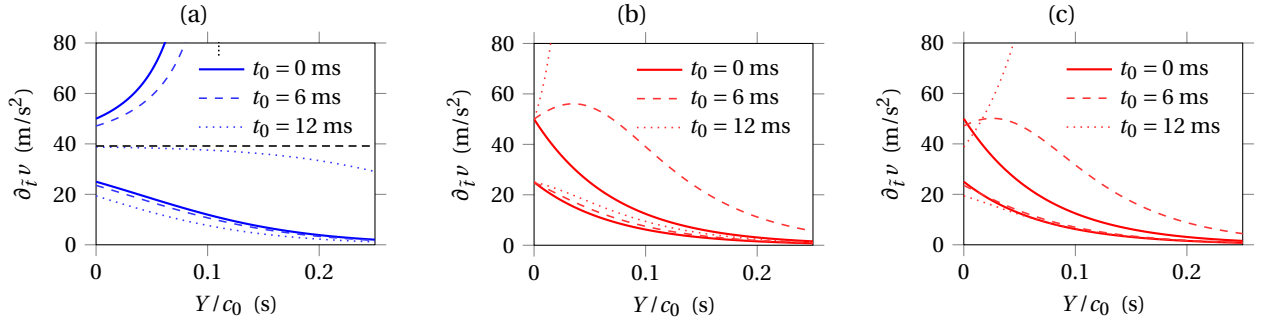 (a)
80
60
40
20
0
0
0.1
0.2
∂_t̃ v (m/s²)
Y/c₀ (s)
t₀ = 0 ms
t₀ = 6 ms
t₀ = 12 ms
(b)
80
60
40
20
0
0
0.1
0.2
∂_t̃ v (m/s²)
Y/c₀ (s)
t₀ = 0 ms
t₀ = 6 ms
t₀ = 12 ms
(c)
80
60
40
20
0
0
0.1
0.2
∂_t̃ v (m/s²)
Y/c₀ (s)
t₀ = 0 ms
t₀ = 6 ms
t₀ = 12 ms